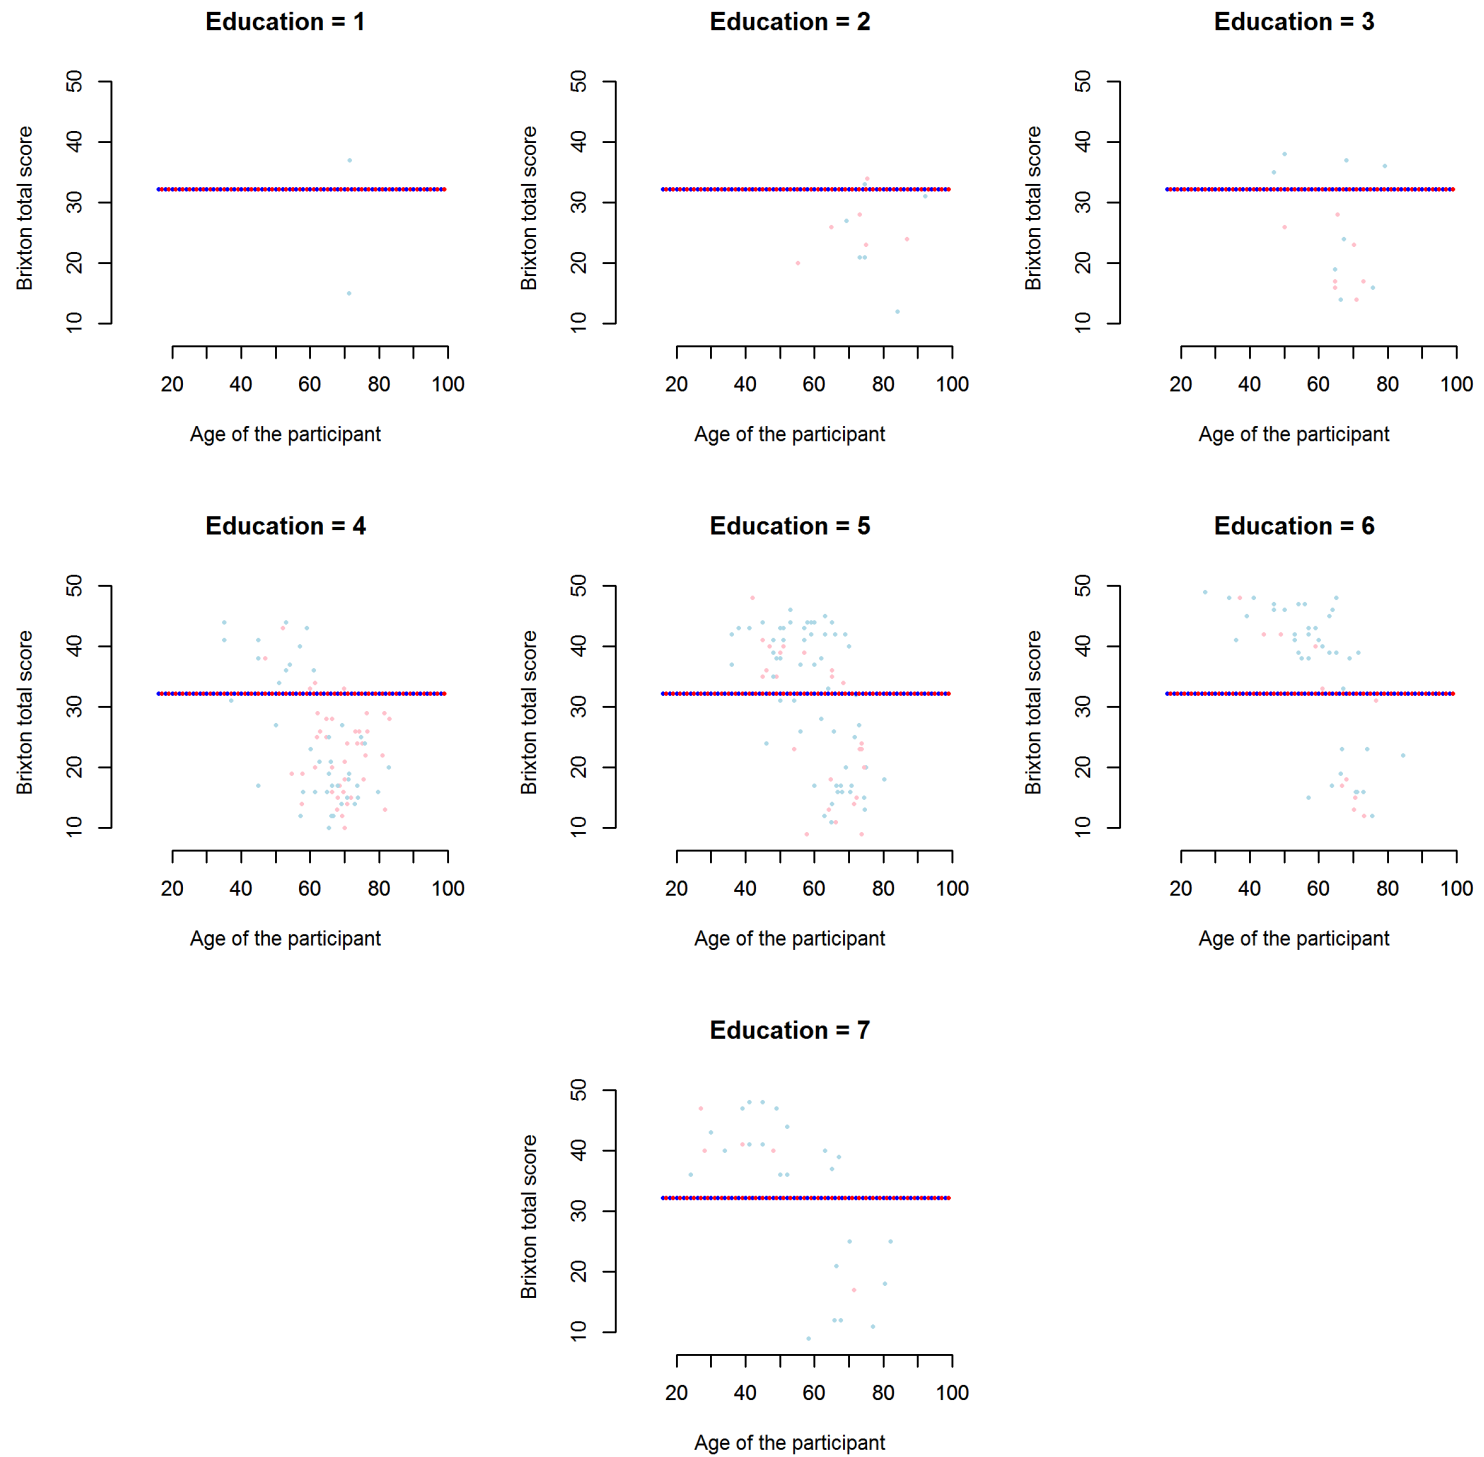 Education = 1
Brixton total score
50
40
30
20
10
20 40 60 80 100
Age of the participant
Education = 2
Brixton total score
50
40
30
20
10
20 40 60 80 100
Age of the participant
Education = 3
Brixton total score
50
40
30
20
10
20 40 60 80 100
Age of the participant
Education = 4
Brixton total score
50
40
30
20
10
20 40 60 80 100
Age of the participant
Education = 5
Brixton total score
50
40
30
20
10
20 40 60 80 100
Age of the participant
Education = 6
Brixton total score
50
40
30
20
10
20 40 60 80 100
Age of the participant
Education = 7
Brixton total score
50
40
30
20
10
20 40 60 80 100
Age of the participant